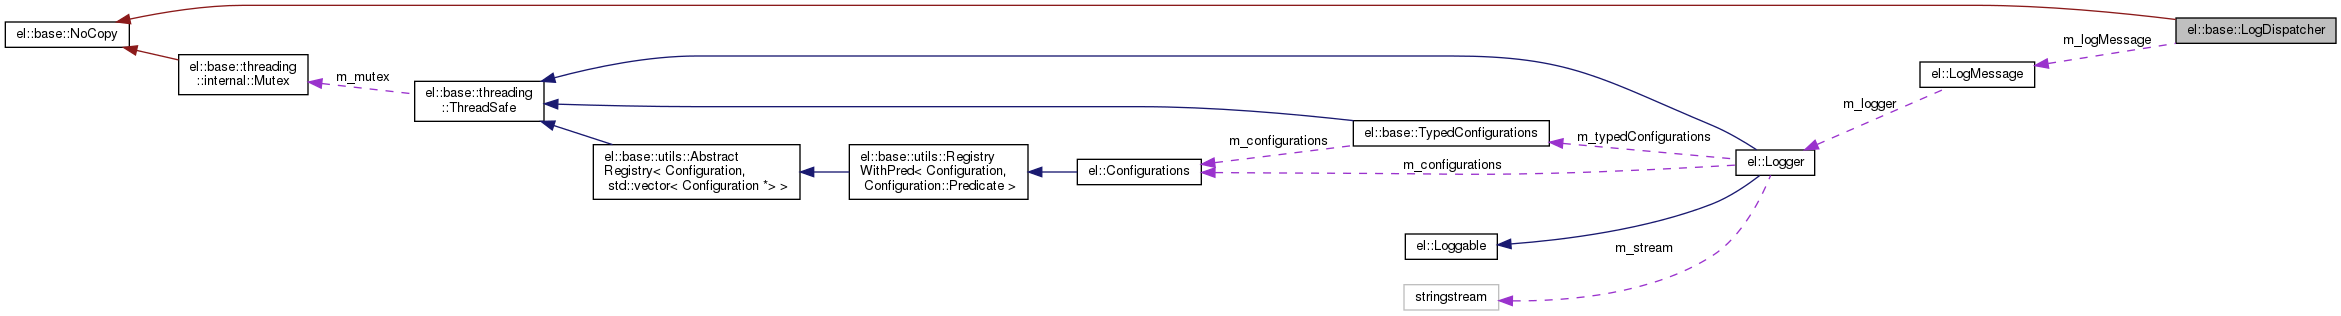 el::base::NoCopy
el::base::LogDispatcher
m_logMessage
el::base::threading
::internal::Mutex
m_mutex
el::LogMessage
el::base::threading
::ThreadSafe
m_logger
el::base::TypedConfigurations
m_typedConfigurations
m_configurations
el::base::utils::Abstract
Registry< Configuration,
std::vector< Configuration *> >
el::base::utils::Registry
WithPred< Configuration,
Configuration::Predicate >
el::Configurations
m_configurations
el::Logger
el::Loggable
m_stream
stringstream